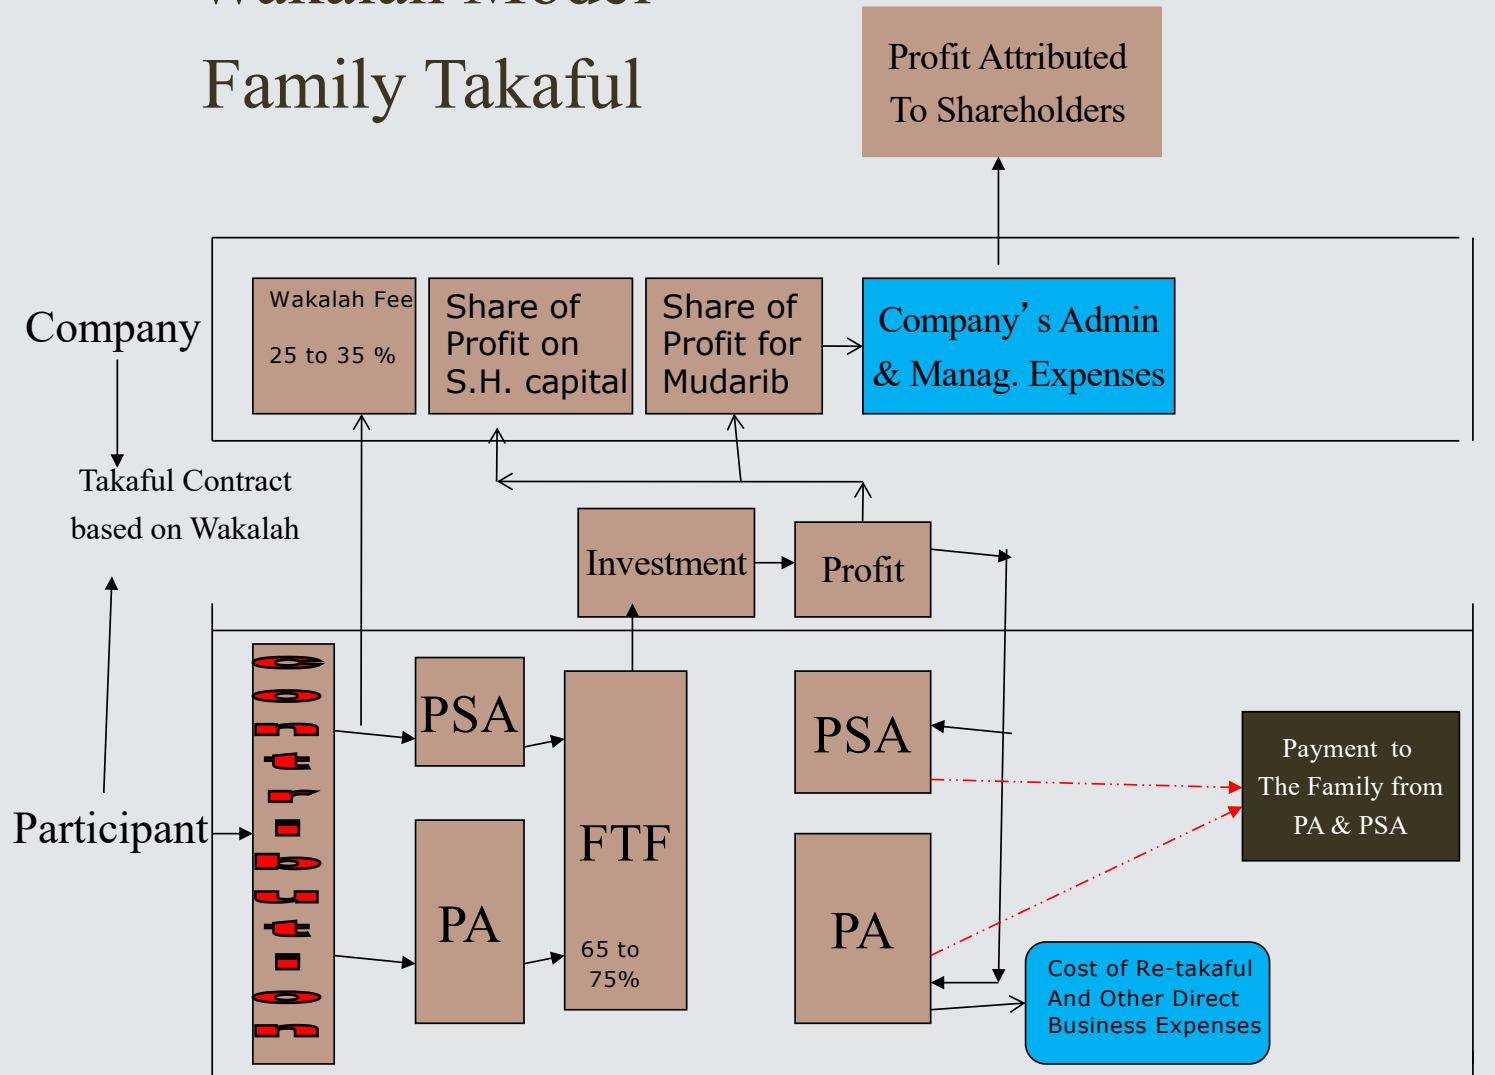 Wakalah Model
Family Takaful
Profit Attributed
To Shareholders
Company
Wakalah Fee
25 to 35 %
Share of
Profit on
S.H. capital
Share of
Profit for
Mudarib
Company’s Admin
& Manag. Expenses
Takaful Contract
based on Wakalah
Investment
Profit
Participant
CONTRIBUTION
PSA
PA
FTF
65 to
75%
PSA
PA
Payment to
The Family from
PA & PSA
Cost of Re-takaful
And Other Direct
Business Expenses